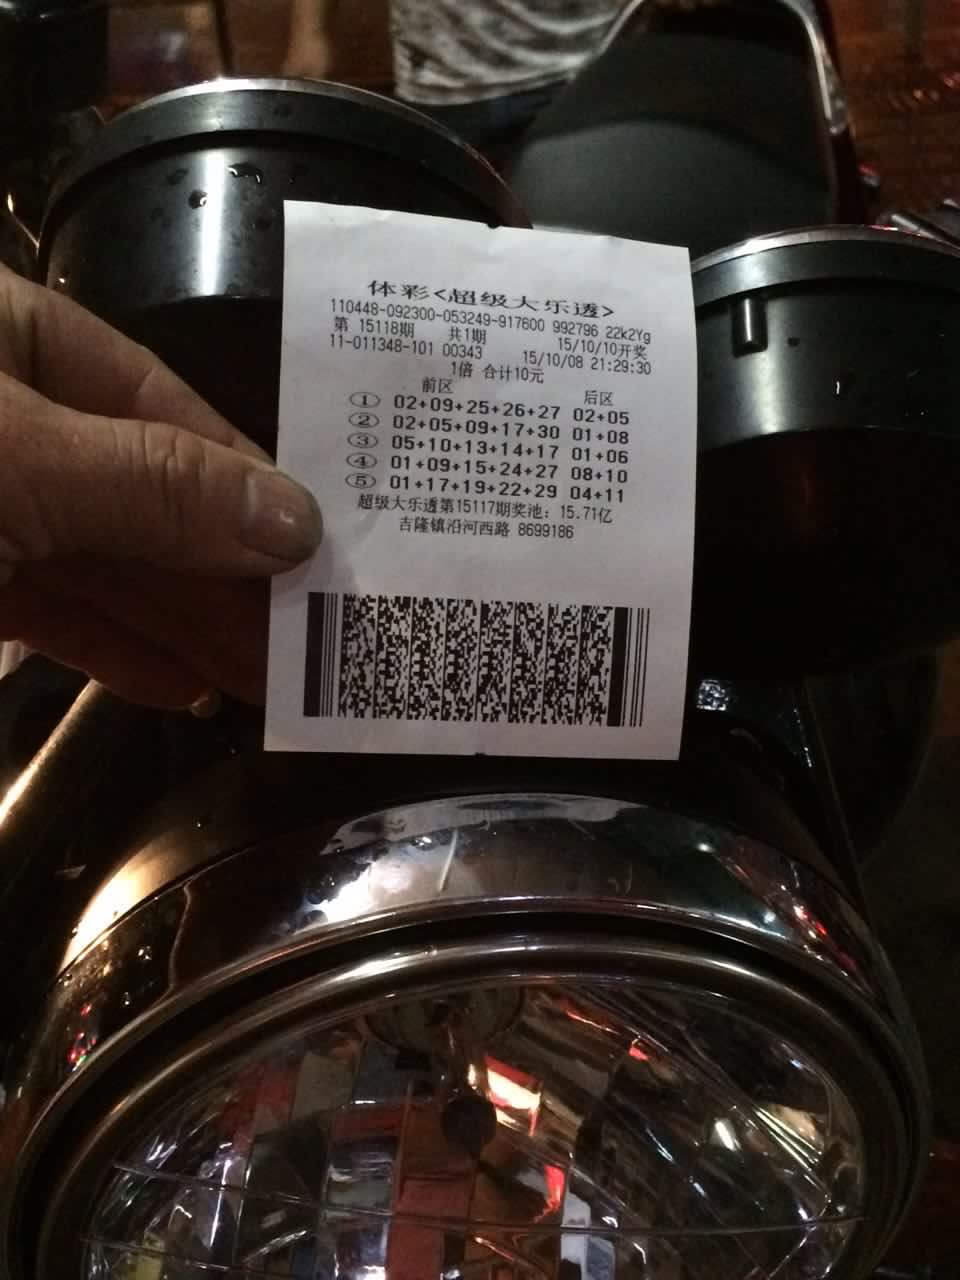 体彩<超级大乐透>
110448-092300-053249-917600 992796 22k2Yg
第 15118期 共1期 15/10/10开奖
11-011348-101 00343 15/10/08 21:29:30
1倍 合计10元
前区 后区
① 02+09+25+26+27 02+05
② 02+05+09+17+30 01+08
③ 05+10+13+14+17 01+06
④ 01+09+15+24+27 08+10
⑤ 01+17+19+22+29 04+11
超级大乐透第15117期奖池：15.71亿
吉隆镇沿河西路 8699186